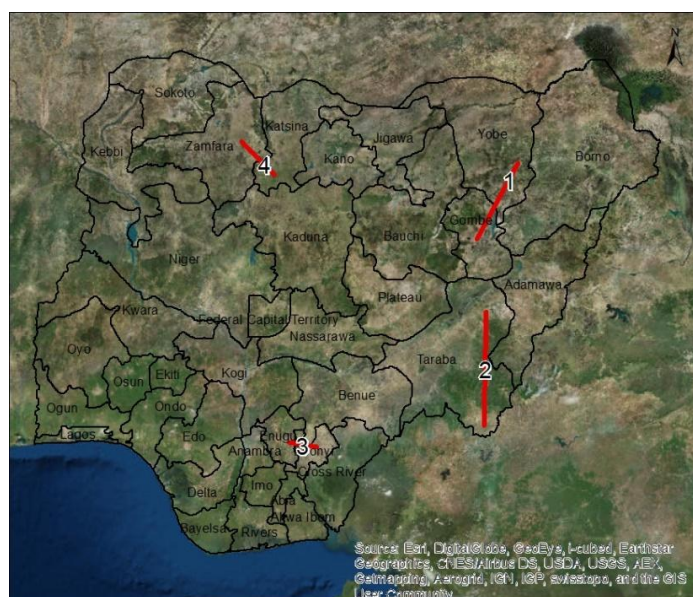 N
Sokoto
Katsina
Jigawa
Yobe
Borno
Kebbi
Zamfara
4
Kano
1
Gombe
Kaduna
Bauchi
Niger
Adamawa
Plateau
Kwara
Federal Capital Territory
Nassarawa
Oyo
Taraba
2
Osun
Ekiti
Kogi
Benue
Ogun
Ondo
Lagos
Edo
Enugu
3
Anambra
Cross River
Delta
Imo
Abia
Bayelsa
Rivers
Akwa Ibom
Source: Esri, DigitalGlobe, GeoEye, i-cubed, Earthstar
Geographics, CNES/Airbus DS, USDA, USGS, AEX,
Getmapping, Aerogrid, IGN, IGP, swisstopo, and the GIS
User Community